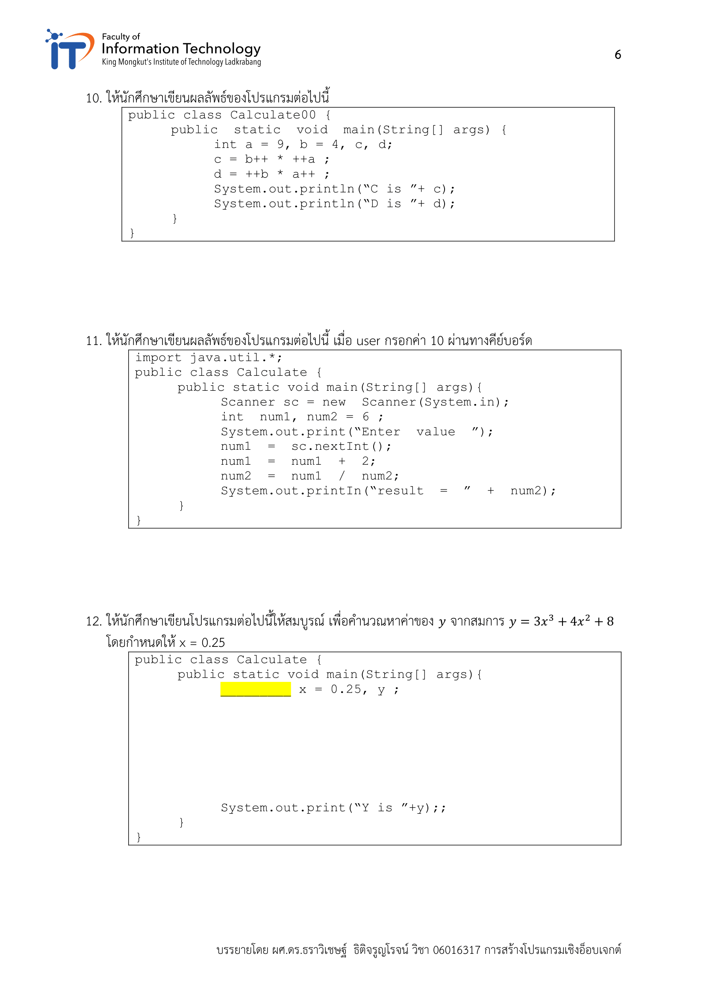 Faculty of
Information Technology
King Mongkut's Institute of Technology Ladkrabang
6
10. ให้นักศึกษาเขียนผลลัพธ์ของโปรแกรมต่อไปนี้
public class Calculate00 {
public static void main(String[] args) {
int a = 9, b = 4, c, d;
c = b++ * ++a ;
d = ++b * a++ ;
System.out.println(“C is ”+ c);
System.out.println(“D is ”+ d);
}
}
11. ให้นักศึกษาเขียนผลลัพธ์ของโปรแกรมต่อไปนี้ เมื่อ user กรอกค่า 10 ผ่านทางคีย์บอร์ด
import java.util.*;
public class Calculate {
public static void main(String[] args){
Scanner sc = new Scanner(System.in);
int num1, num2 = 6 ;
System.out.print(“Enter value ”);
num1 = sc.nextInt();
num1 = num1 + 2;
num2 = num1 / num2;
System.out.printIn(“result = ” + num2);
}
}
12. ให้นักศึกษาเขียนโปรแกรมต่อไปนี้ให้สมบูรณ์ เพื่อคำนวณหาค่าของ y จากสมการ y = 3x³ + 4x² + 8
โดยกำหนดให้ x = 0.25
public class Calculate {
public static void main(String[] args){
_________ x = 0.25, y ;
System.out.print(“Y is ”+y);;
}
}
บรรยายโดย ผศ.ดร.ธราวิเชษฐ์ ธิติจรูญโรจน์ วิชา 06016317 การสร้างโปรแกรมเชิงอ็อบเจกต์